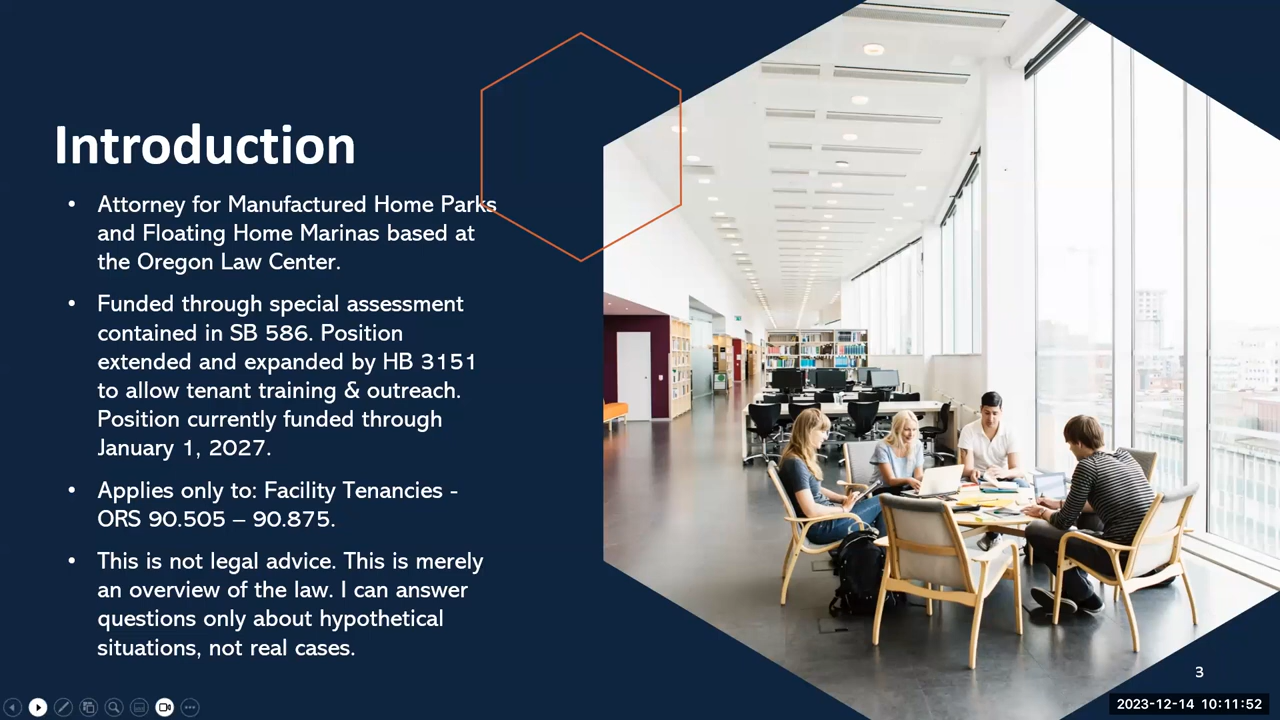 Introduction
• Attorney for Manufactured Home Parks
and Floating Home Marinas based at
the Oregon Law Center.
• Funded through special assessment
contained in SB 586. Position
extended and expanded by HB 3151
to allow tenant training & outreach.
Position currently funded through
January 1, 2027.
• Applies only to: Facility Tenancies -
ORS 90.505 – 90.875.
• This is not legal advice. This is merely
an overview of the law. I can answer
questions only about hypothetical
situations, not real cases.
3
2023-12-14 10:11:52